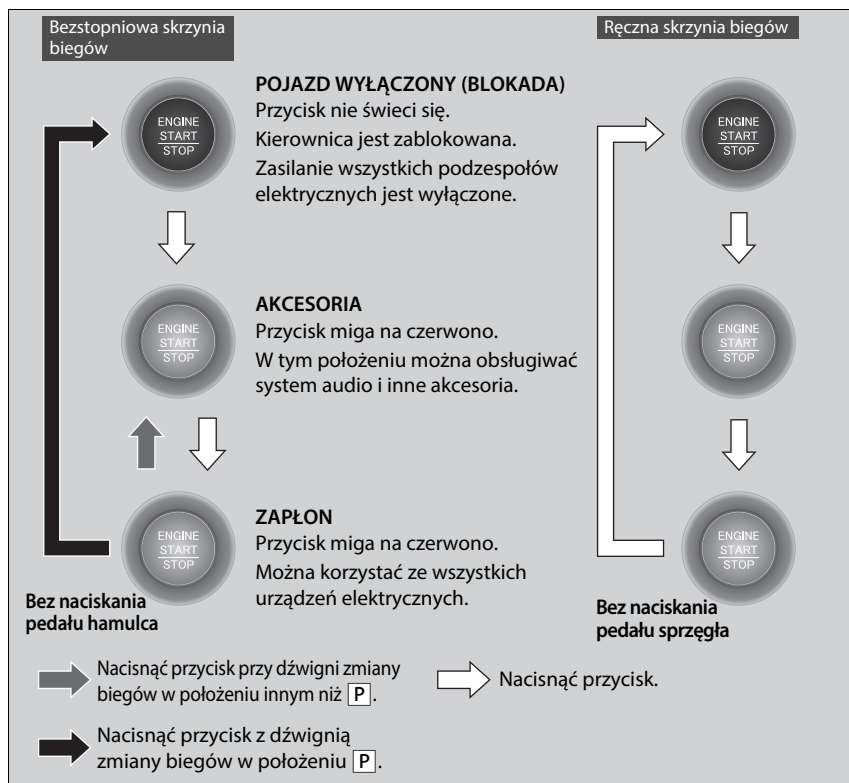 Bezstopniowa skrzynia
biegów
Ręczna skrzynia biegów
ENGINE
START
STOP
POJAZD WYŁĄCZONY (BLOKADA)
Przycisk nie świeci się.
Kierownica jest zablokowana.
Zasilanie wszystkich podzespołów
elektrycznych jest wyłączone.
ENGINE
START
STOP
ENGINE
START
STOP
AKCESORIA
Przycisk miga na czerwono.
W tym położeniu można obsługiwać
system audio i inne akcesoria.
ENGINE
START
STOP
ENGINE
START
STOP
ZAPŁON
Przycisk miga na czerwono.
Można korzystać ze wszystkich
urządzeń elektrycznych.
ENGINE
START
STOP
Bez naciskania
pedału hamulca
Bez naciskania
pedału sprzęgła
Nacisnąć przycisk przy dźwigni zmiany
biegów w położeniu innym niż P.
Nacisnąć przycisk.
Nacisnąć przycisk z dźwignią
zmiany biegów w położeniu P.